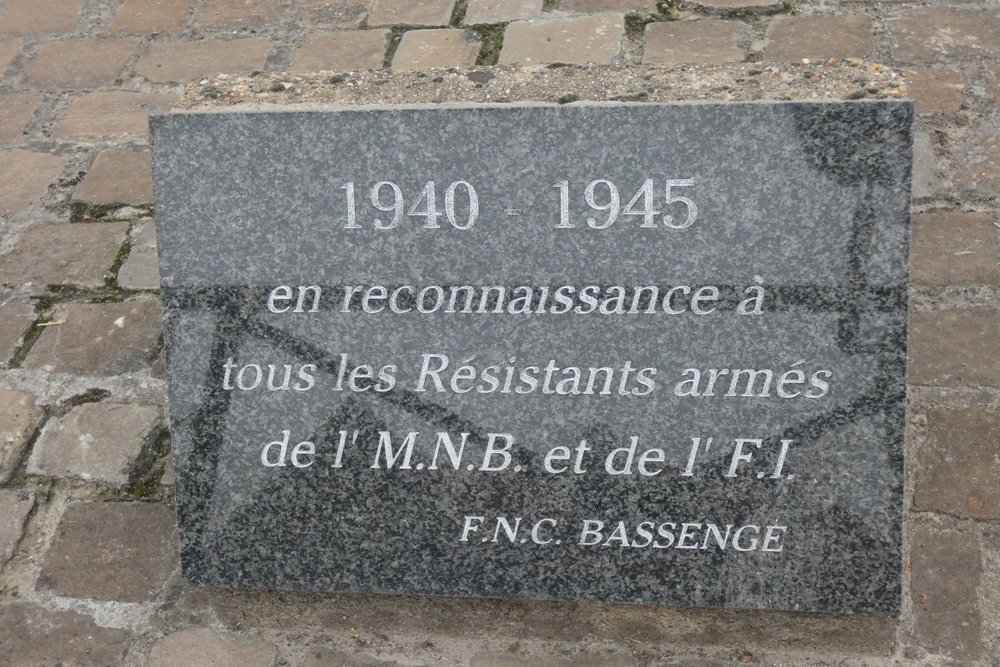 1940 - 1945
en reconnaissance à
tous les Résistants armés
de l' M.N.B. et de l' F.I.
F.N.C. BASSENGE